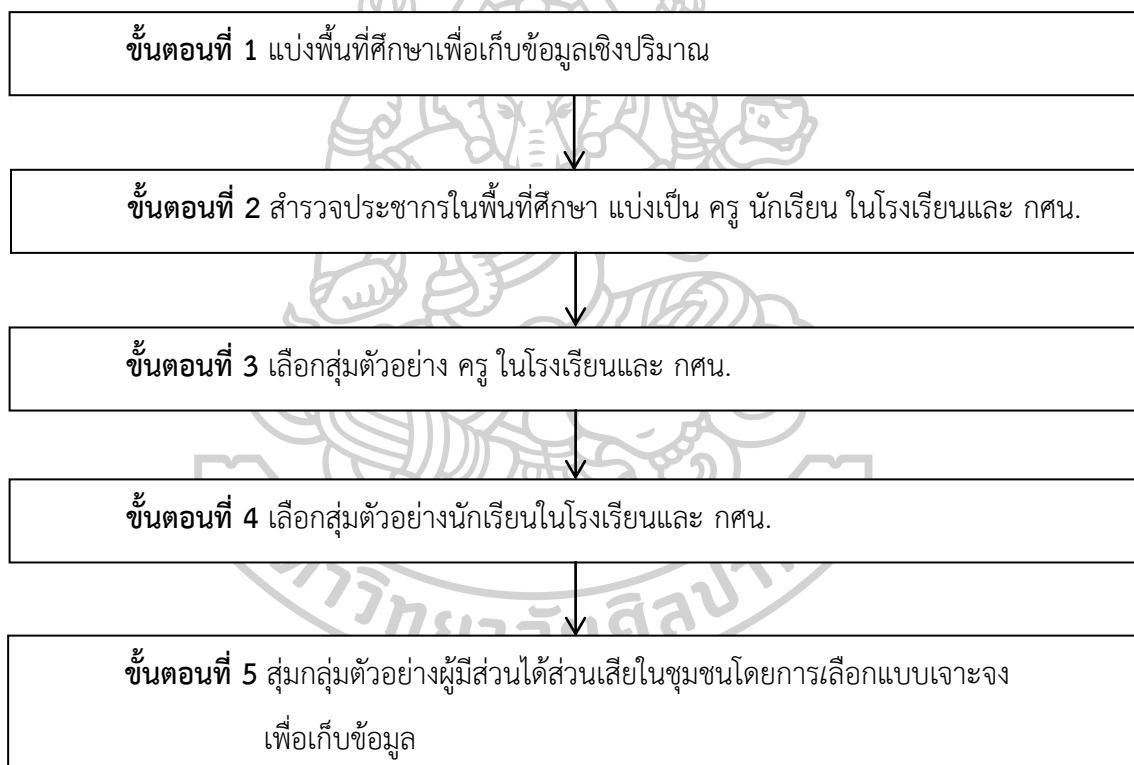 ขั้นตอนที่ 1 แบ่งพื้นที่ศึกษาเพื่อเก็บข้อมูลเชิงปริมาณ
ขั้นตอนที่ 2 สำรวจประชากรในพื้นที่ศึกษา แบ่งเป็น ครู นักเรียน ในโรงเรียนและ กศน.
ขั้นตอนที่ 3 เลือกสุ่มตัวอย่าง ครู ในโรงเรียนและ กศน.
ขั้นตอนที่ 4 เลือกสุ่มตัวอย่างนักเรียนในโรงเรียนและ กศน.
ขั้นตอนที่ 5 สุ่มกลุ่มตัวอย่างผู้มีส่วนได้ส่วนเสียในชุมชนโดยการเลือกแบบเจาะจง
เพื่อเก็บข้อมูล